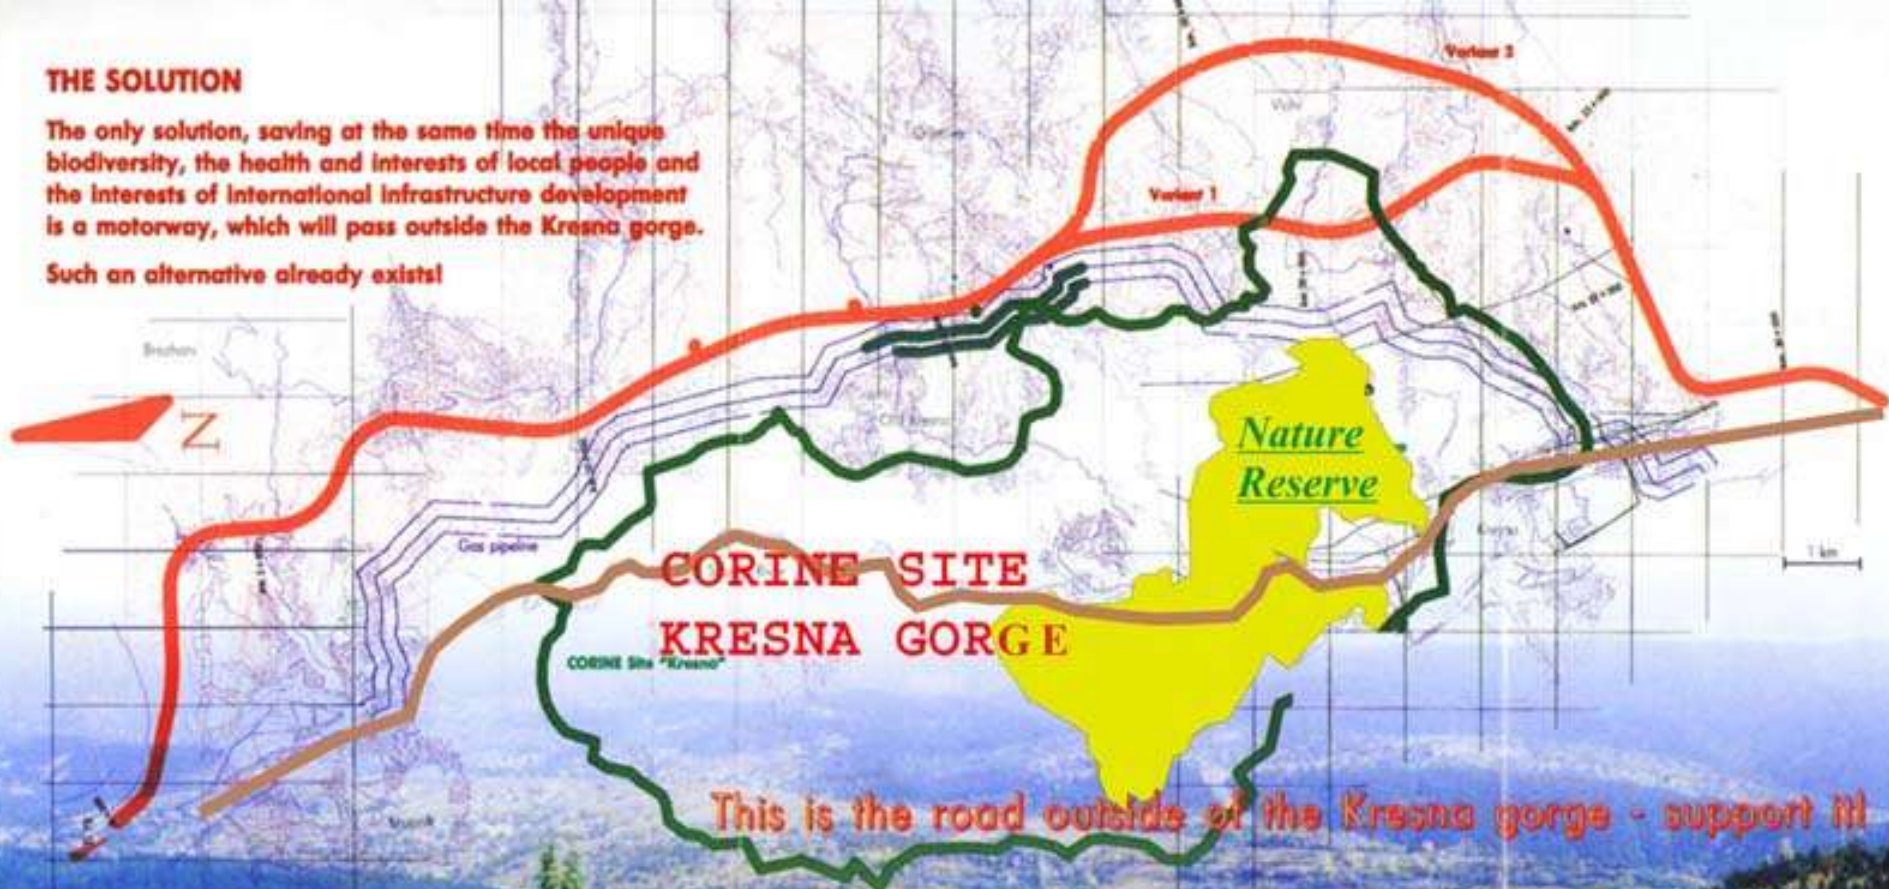 THE SOLUTION
The only solution, saving at the same time the unique
biodiversity, the health and interests of local people and
the interests of international infrastructure development
is a motorway, which will pass outside the Kresna gorge.
Such an alternative already exists!
Variant 2
Variant 1
Vlahi
Brezhani
N
Nature
Reserve
Gas pipeline
CORINE SITE
KRESNA GORGE
CORINE Site "Kresna"
Kresna
1 km
This is the road outside of the Kresna gorge - support it!